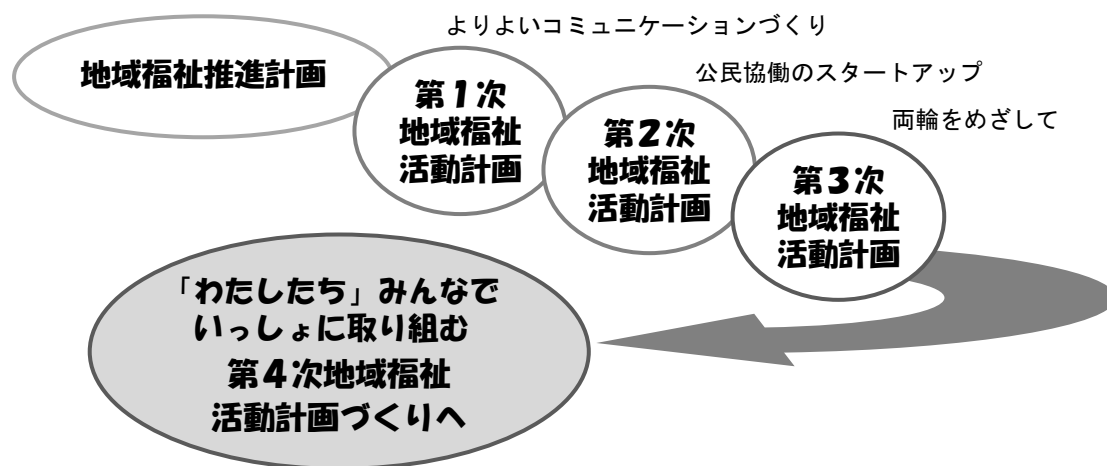 よりよいコミュニケーションづくり
地域福祉推進計画
第１次
地域福祉
活動計画
公民協働のスタートアップ
第２次
地域福祉
活動計画
両輪をめざして
第３次
地域福祉
活動計画
「わたしたち」みんなで
いっしょに取り組む
第４次地域福祉
活動計画づくりへ